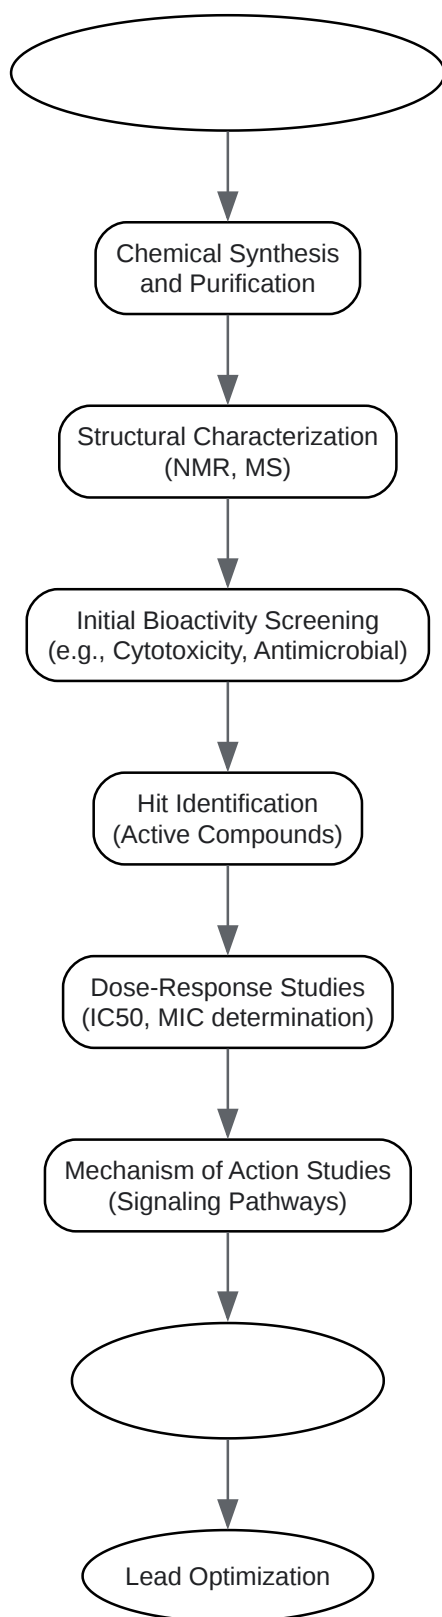 Chemical Synthesis
and Purification
Structural Characterization
(NMR, MS)
Initial Bioactivity Screening
(e.g., Cytotoxicity, Antimicrobial)
Hit Identification
(Active Compounds)
Dose-Response Studies
(IC50, MIC determination)
Mechanism of Action Studies
(Signaling Pathways)
Lead Optimization